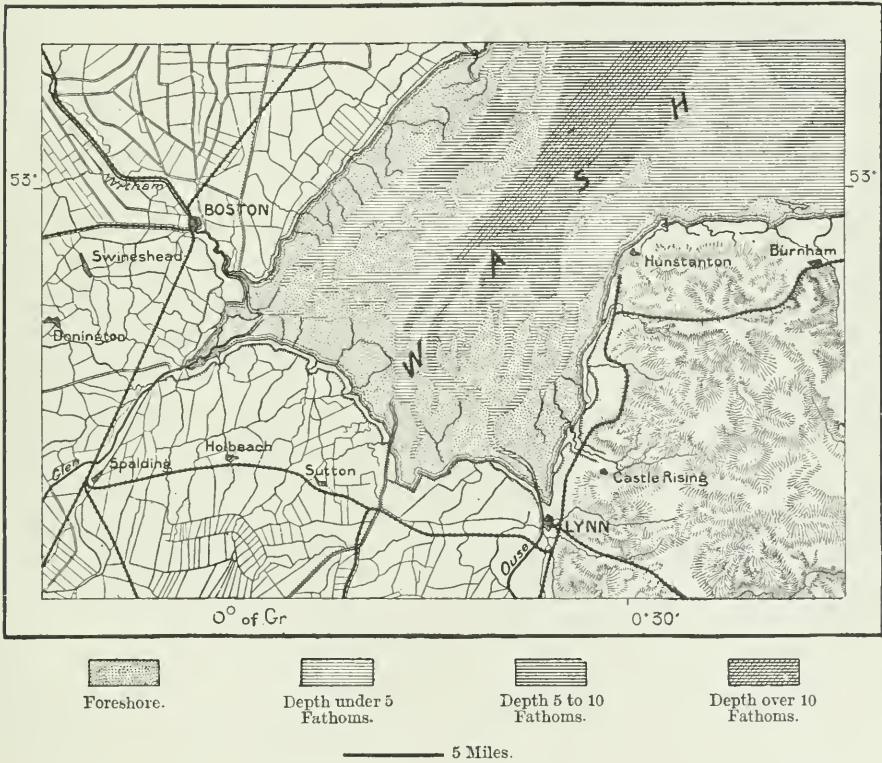 H
53°
53°
Witham
S
BOSTON
Swineshead
A
Hunstanton
Burnham
Donington
W
Holbeach
Glen
Spalding
Sutton
Castle Rising
LYNN
Ouse
0° of Gr
0°30'
Foreshore.
Depth under 5
Fathoms.
Depth 5 to 10
Fathoms.
Depth over 10
Fathoms.
5 Miles.